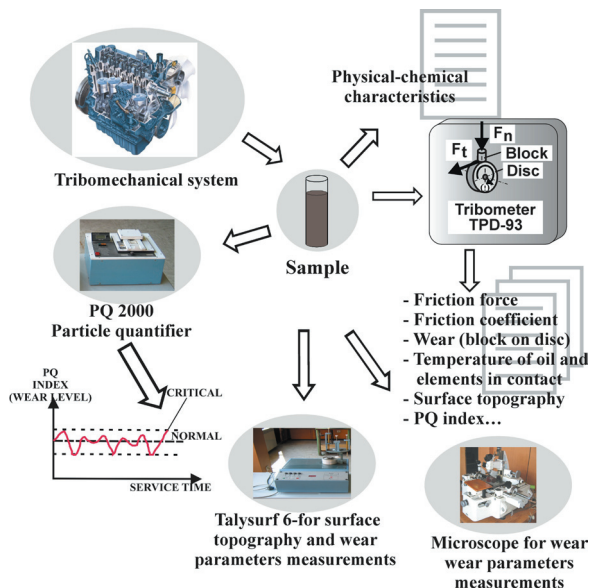 Physical-chemical
characteristics
Tribomechanical system
Fn
Ft
Block
Disc
ω
Tribometer
TPD-93
Sample
PQ 2000
Particle quantifier
- Friction force
- Friction coefficient
- Wear (block on disc)
- Temperature of oil and
elements in contact
- Surface topography
- PQ index...
PQ
INDEX
(WEAR LEVEL)
CRITICAL
NORMAL
SERVICE TIME
Talysurf 6-for surface
topography and wear
parameters measurements
Microscope for wear
wear parameters
measurements